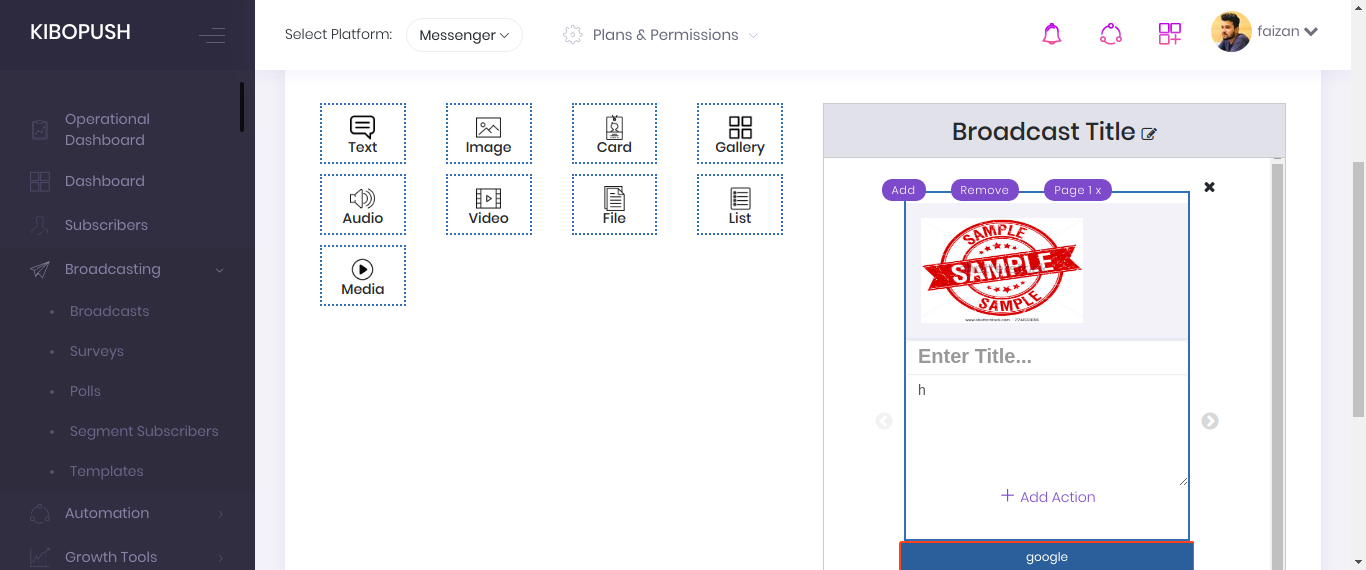 KIBOPUSH
Select Platform: Messenger
Plans & Permissions
faizan
Operational
Dashboard
Dashboard
Subscribers
Broadcasting
Broadcasts
Surveys
Polls
Segment Subscribers
Templates
Automation
Growth Tools
Text
Image
Card
Gallery
Audio
Video
File
List
Media
Broadcast Title
Add
Remove
Page 1 x
SAMPLE
SAMPLE
SAMPLE
Enter Title...
h
Add Action
google